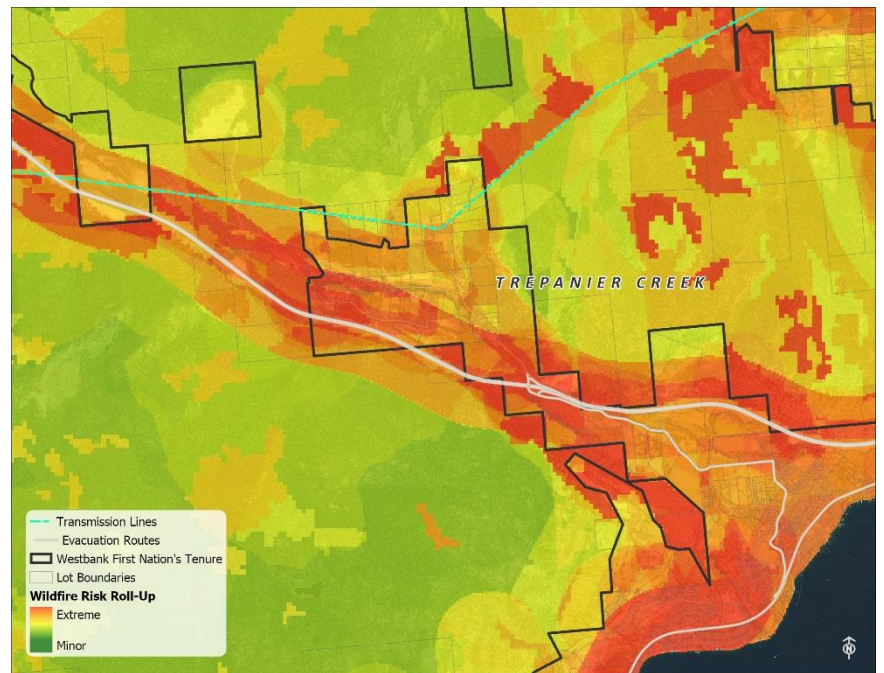 TREPANIER CREEK
Transmission Lines
Evacuation Routes
Westbank First Nation's Tenure
Lot Boundaries
Wildfire Risk Roll-Up
Extreme
Minor
N